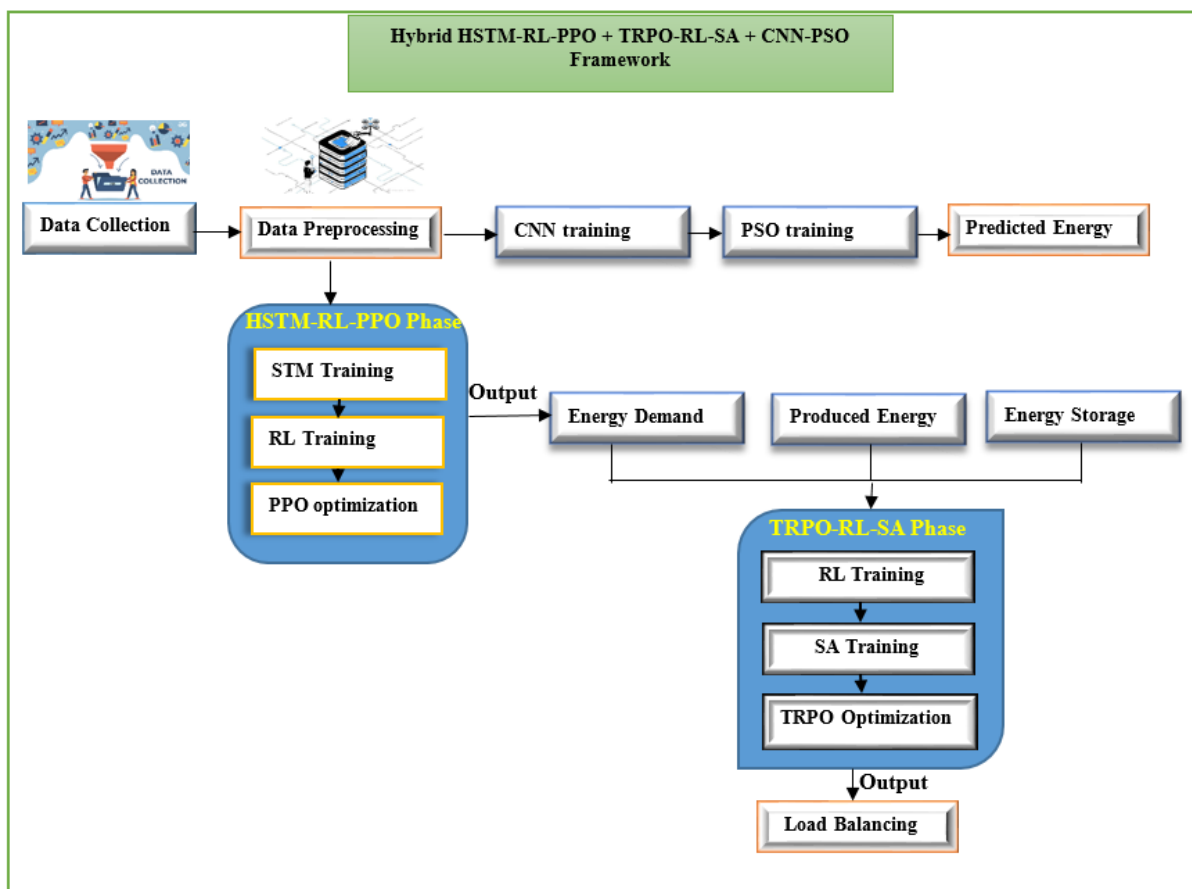 Hybrid HSTM-RL-PPO + TRPO-RL-SA + CNN-PSO
Framework
DATA
COLLECTION
Data Collection
Data Preprocessing
CNN training
PSO training
Predicted Energy
HSTM-RL-PPO Phase
STM Training
RL Training
PPO optimization
Output
Energy Demand
Produced Energy
Energy Storage
TRPO-RL-SA Phase
RL Training
SA Training
TRPO Optimization
Output
Load Balancing